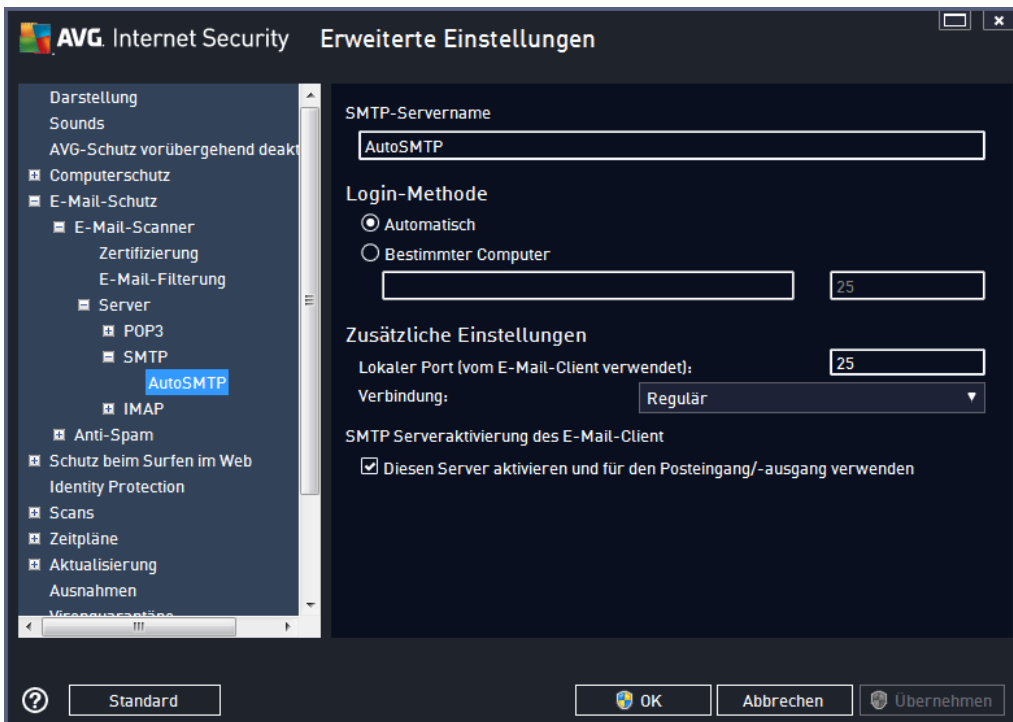 AVG. Internet Security Erweiterte Einstellungen
Darstellung
Sounds
AVG-Schutz vorübergehend deakt
Computerschutz
E-Mail-Schutz
E-Mail-Scanner
Zertifizierung
E-Mail-Filterung
Server
POP3
SMTP
AutoSMTP
IMAP
Anti-Spam
Schutz beim Surfen im Web
Identity Protection
Scans
Zeitpläne
Aktualisierung
Ausnahmen
Virenquarantäne
SMTP-Servername
AutoSMTP
Login-Methode
Automatisch
Bestimmter Computer
25
Zusätzliche Einstellungen
Lokaler Port (vom E-Mail-Client verwendet): 25
Verbindung: Regulär
SMTP Serveraktivierung des E-Mail-Client
Diesen Server aktivieren und für den Posteingang/-ausgang verwenden
? Standard OK Abbrechen Übernehmen